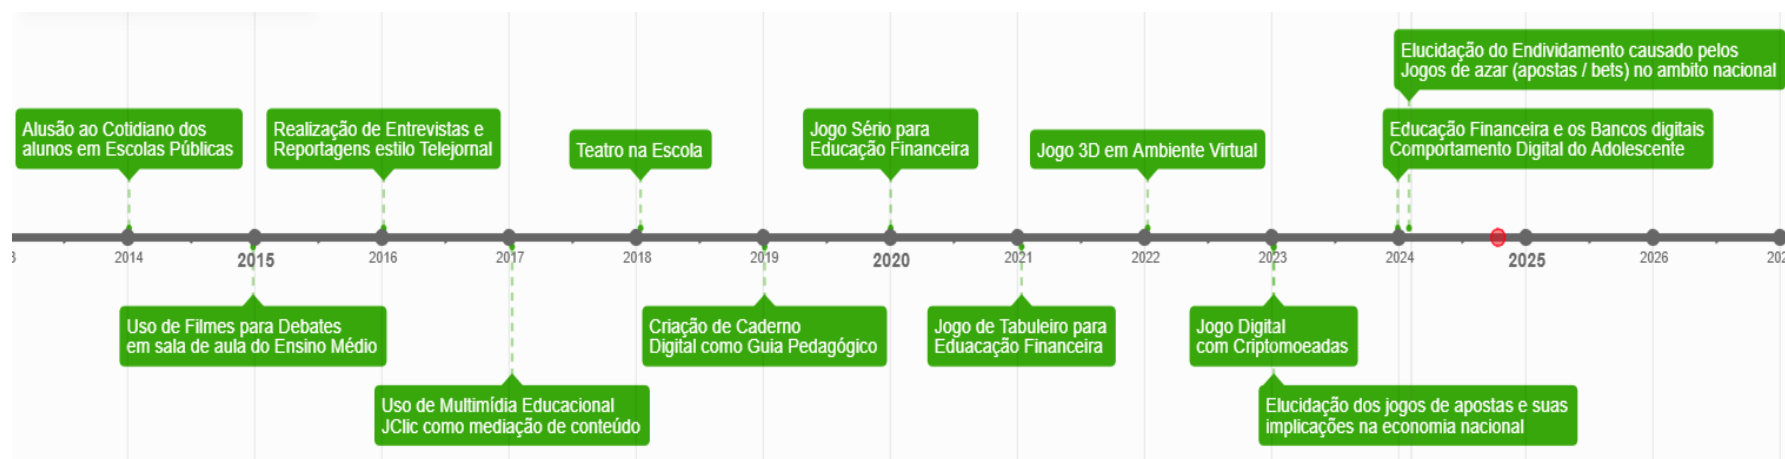 Elucidação do Endividamento causado pelos
Jogos de azar (apostas / bets) no ambito nacional
Alusão ao Cotidiano dos
alunos em Escolas Públicas
Realização de Entrevistas e
Reportagens estilo Telejornal
Teatro na Escola
Jogo Sério para
Educação Financeira
Jogo 3D em Ambiente Virtual
Educação Financeira e os Bancos digitais
Comportamento Digital do Adolescente
3 2014 2015 2016 2017 2018 2019 2020 2021 2022 2023 2024 2025 2026 202
Uso de Filmes para Debates
em sala de aula do Ensino Médio
Criação de Caderno
Digital como Guia Pedagógico
Jogo de Tabuleiro para
Eduacação Financeira
Jogo Digital
com Criptomoeadas
Uso de Multimídia Educacional
JClic como mediação de conteúdo
Elucidação dos jogos de apostas e suas
implicações na economia nacional